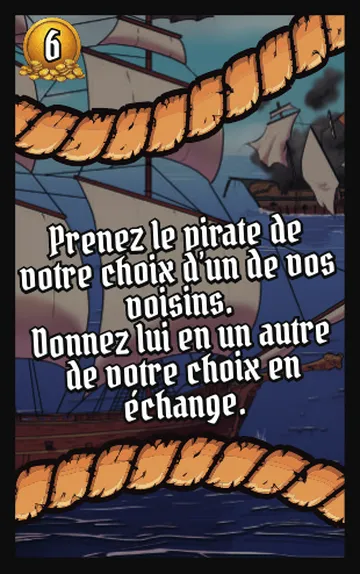 6
Prenez le pirate de
votre choix d'un de vos
voisins.
Donnez lui en un autre
de votre choix en
échange.